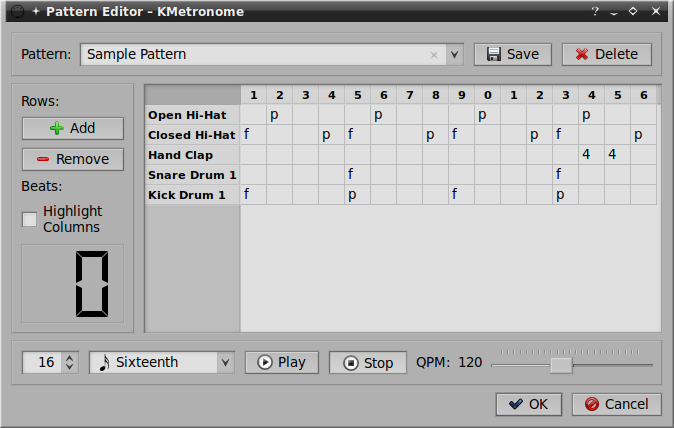 Pattern Editor – KMetronome
Pattern: Sample Pattern Save Delete
Rows:
Add
Remove
Beats:
Highlight Columns
0
1 2 3 4 5 6 7 8 9 0 1 2 3 4 5 6
Open Hi-Hat p p p p
Closed Hi-Hat f p f p f p f p
Hand Clap 4 4
Snare Drum 1 f f
Kick Drum 1 f p f p
16 Sixteenth Play Stop QPM: 120
OK Cancel